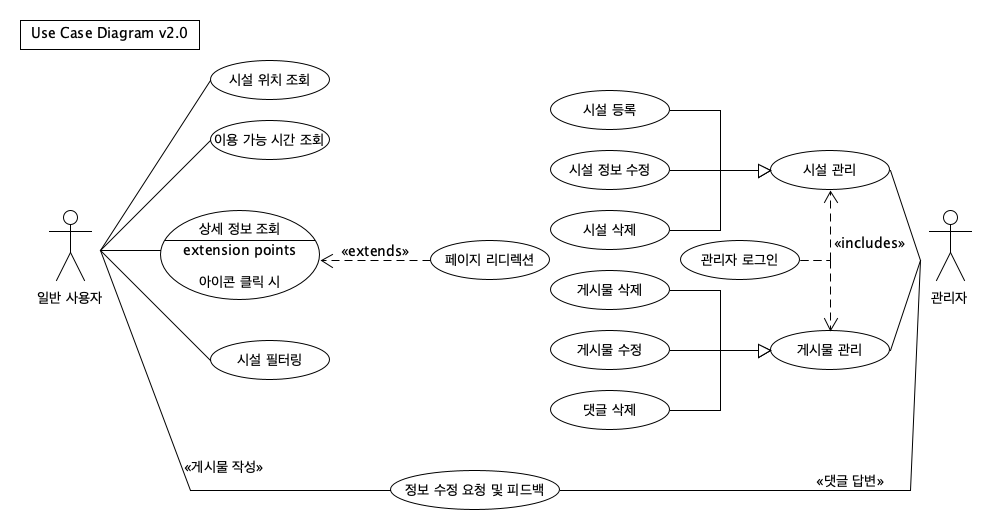 Use Case Diagram v2.0
시설 위치 조회
시설 등록
이용 가능 시간 조회
시설 정보 수정
시설 관리
상세 정보 조회
extension points
아이콘 클릭 시
시설 삭제
«extends»
페이지 리디렉션
관리자 로그인
«includes»
일반 사용자
관리자
게시물 삭제
게시물 수정
게시물 관리
시설 필터링
댓글 삭제
«게시물 작성»
정보 수정 요청 및 피드백
«댓글 답변»